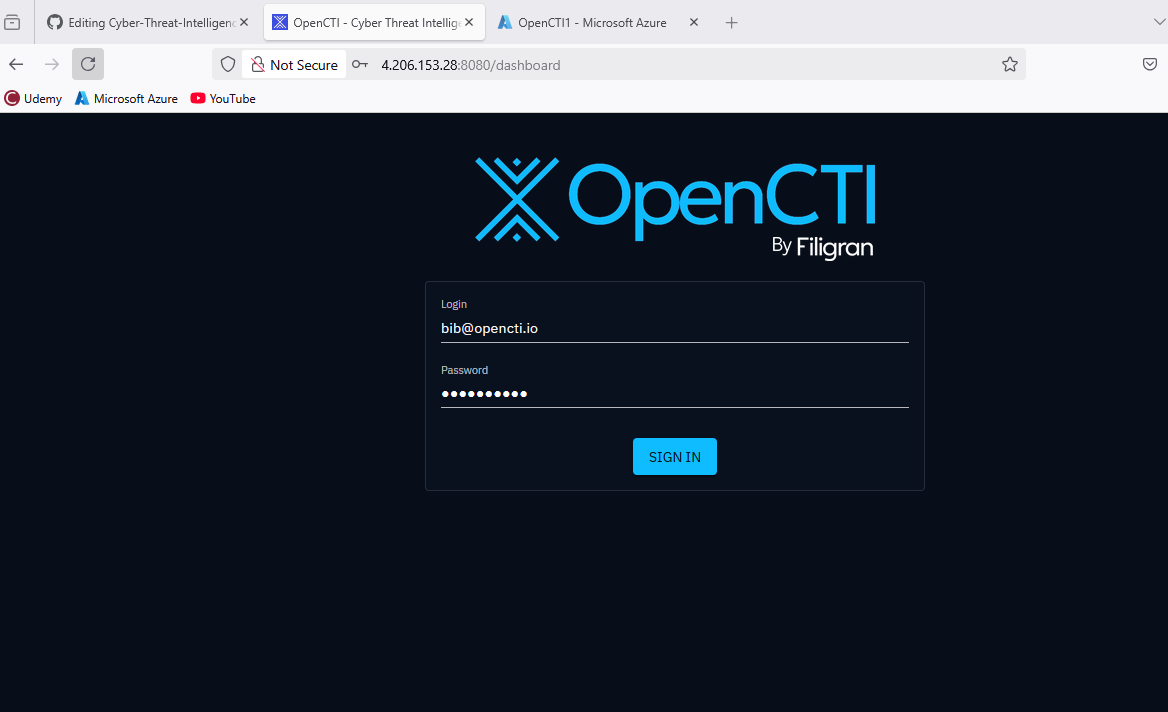 Editing Cyber-Threat-Intelligenc
OpenCTI - Cyber Threat Intellige
OpenCTI1 - Microsoft Azure
Not Secure
4.206.153.28:8080/dashboard
Udemy
Microsoft Azure
YouTube
OpenCTI
By Filigran
Login
bib@opencti.io
Password
●●●●●●●●●●
SIGN IN